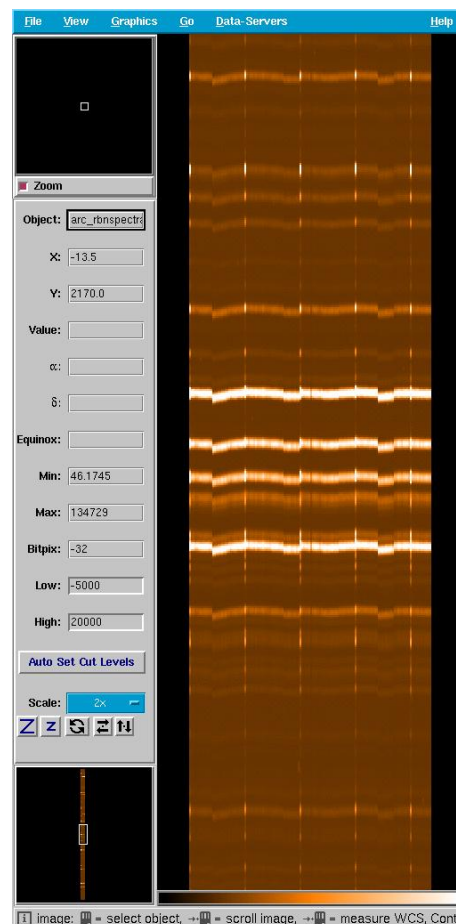 File View Graphics Go Data-Servers Help
Zoom
Object: arc_rbnspectra
X: -13.5
Y: 2170.0
Value:
α:
δ:
Equinox:
Min: 46.1745
Max: 134729
Bitpix: -32
Low: -5000
High: 20000
Auto Set Cut Levels
Scale: 2x
Z z
i image: = select object, = scroll image, = measure WCS, Cont